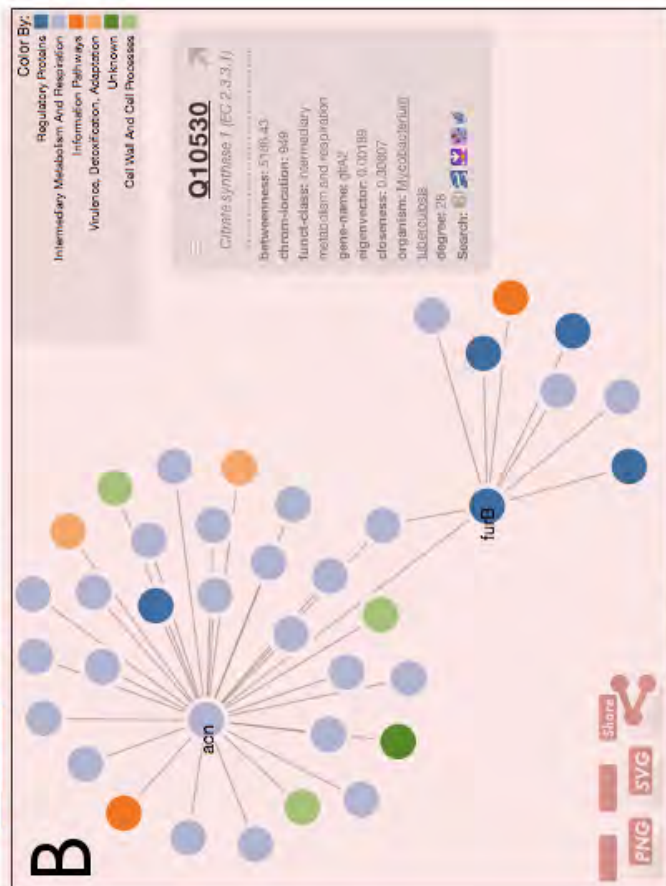 B
Color By:
Regulatory Proteins
Intermediary Metabolism And Respiration
Information Pathways
Virulence, Detoxification, Adaptation
Unknown
Cell Wall And Cell Processes
Q10530
Citrate synthase 1 (EC 2.3.3.1)
chrom-location: 949
funct-class: intermediary
metabolism and respiration
gene-name: gltA2
eigenvector: 0.00189
closeness: 0.30807
organism: Mycobacterium
tuberculosis
degree: 28
Search:
acn
furB
Share
PNG
SVG